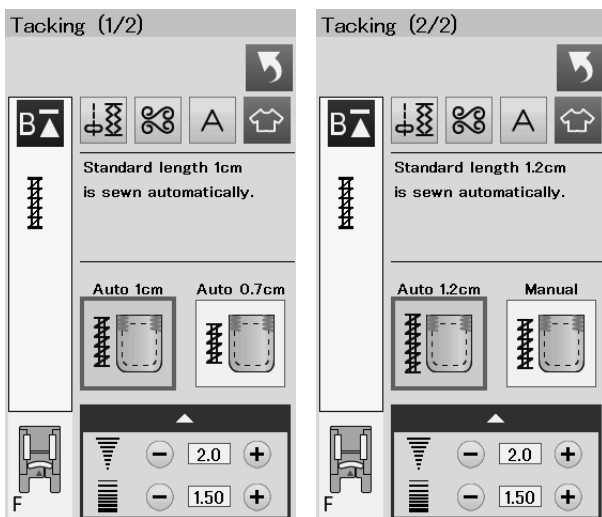 Tacking (1/2)
B
A
Standard length 1cm
is sewn automatically.
Auto 1cm Auto 0.7cm
2.0
1.50
F
Tacking (2/2)
B
A
Standard length 1.2cm
is sewn automatically.
Auto 1.2cm Manual
2.0
1.50
F